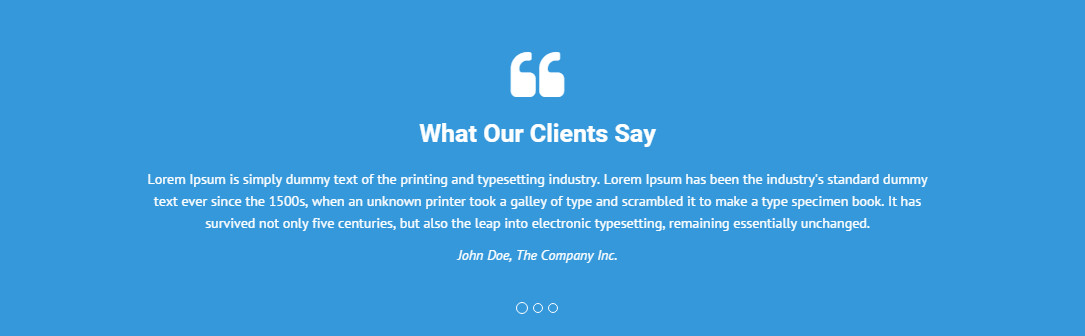 What Our Clients Say
Lorem Ipsum is simply dummy text of the printing and typesetting industry. Lorem Ipsum has been the industry's standard dummy
text ever since the 1500s, when an unknown printer took a galley of type and scrambled it to make a type specimen book. It has
survived not only five centuries, but also the leap into electronic typesetting, remaining essentially unchanged.
John Doe, The Company Inc.